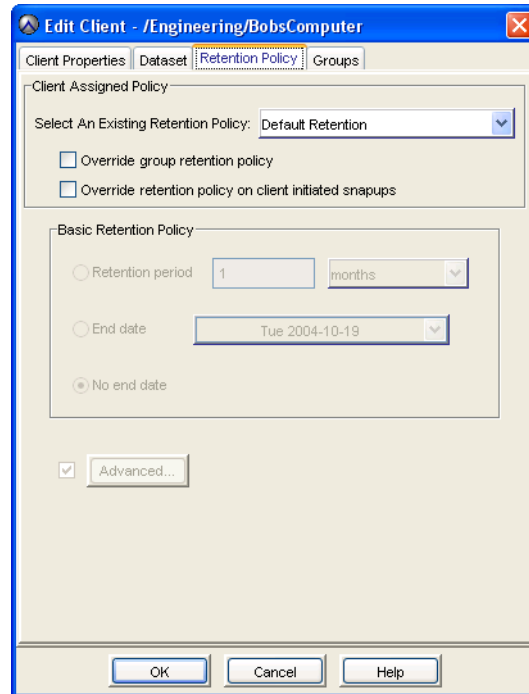 Edit Client - /Engineering/BobsComputer
Client Properties Dataset Retention Policy Groups
Client Assigned Policy
Select An Existing Retention Policy: Default Retention
Override group retention policy
Override retention policy on client initiated snapups
Basic Retention Policy
Retention period 1 months
End date Tue 2004-10-19
No end date
Advanced...
OK Cancel Help